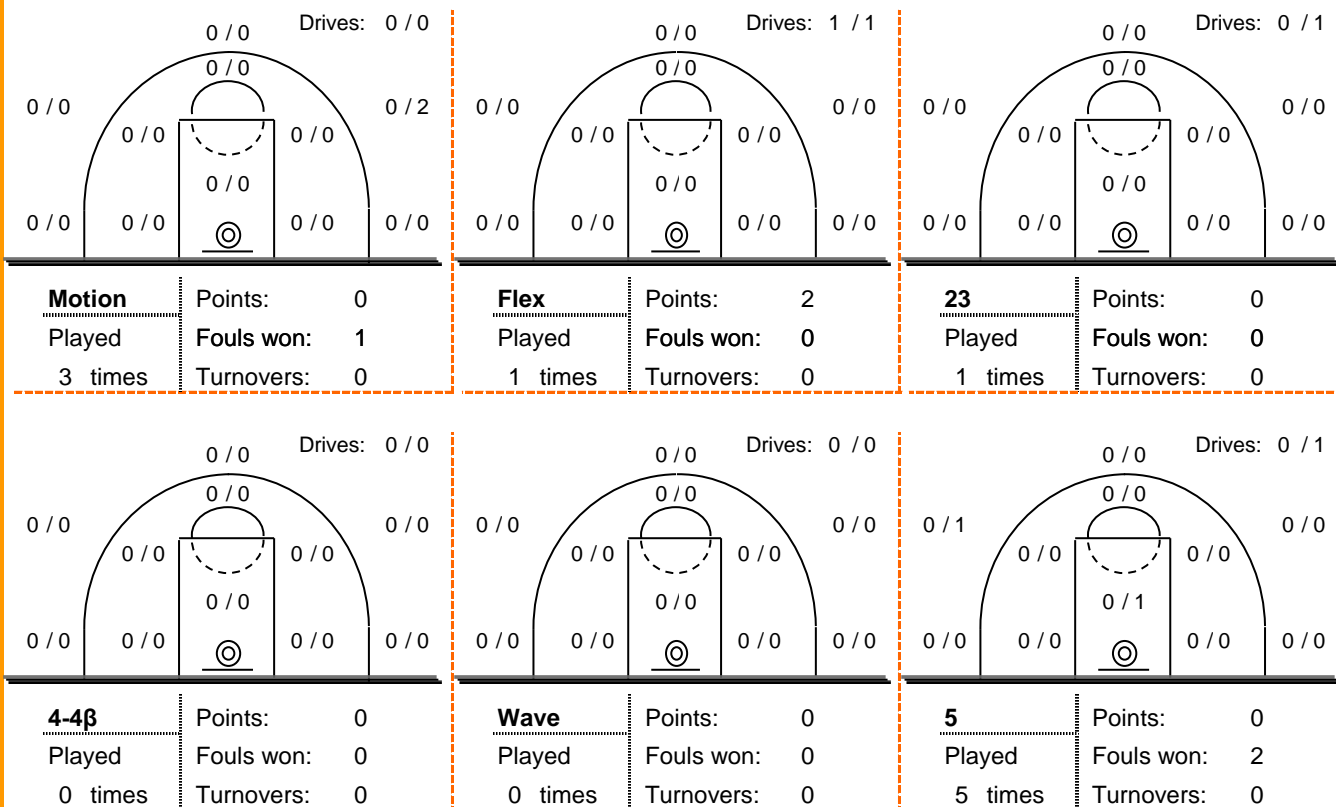 0 / 0 Drives: 0 / 0
0 / 0
0 / 0 0 / 2
0 / 0 0 / 0
0 / 0
0 / 0 0 / 0 0 / 0 0 / 0
Motion Points: 0
Played Fouls won: 1
3 times Turnovers: 0
0 / 0 Drives: 1 / 1
0 / 0
0 / 0 0 / 0
0 / 0 0 / 0
0 / 0
0 / 0 0 / 0 0 / 0 0 / 0
Flex Points: 2
Played Fouls won: 0
1 times Turnovers: 0
0 / 0 Drives: 0 / 1
0 / 0
0 / 0 0 / 0
0 / 0 0 / 0
0 / 0
0 / 0 0 / 0 0 / 0 0 / 0
23 Points: 0
Played Fouls won: 0
1 times Turnovers: 0
0 / 0 Drives: 0 / 0
0 / 0
0 / 0 0 / 0
0 / 0 0 / 0
0 / 0
0 / 0 0 / 0 0 / 0 0 / 0
4-4β Points: 0
Played Fouls won: 0
0 times Turnovers: 0
0 / 0 Drives: 0 / 0
0 / 0
0 / 0 0 / 0
0 / 0 0 / 0
0 / 0
0 / 0 0 / 0 0 / 0 0 / 0
Wave Points: 0
Played Fouls won: 0
0 times Turnovers: 0
0 / 0 Drives: 0 / 1
0 / 0
0 / 1 0 / 0
0 / 0 0 / 0
0 / 1
0 / 0 0 / 0 0 / 0 0 / 0
5 Points: 0
Played Fouls won: 2
5 times Turnovers: 0